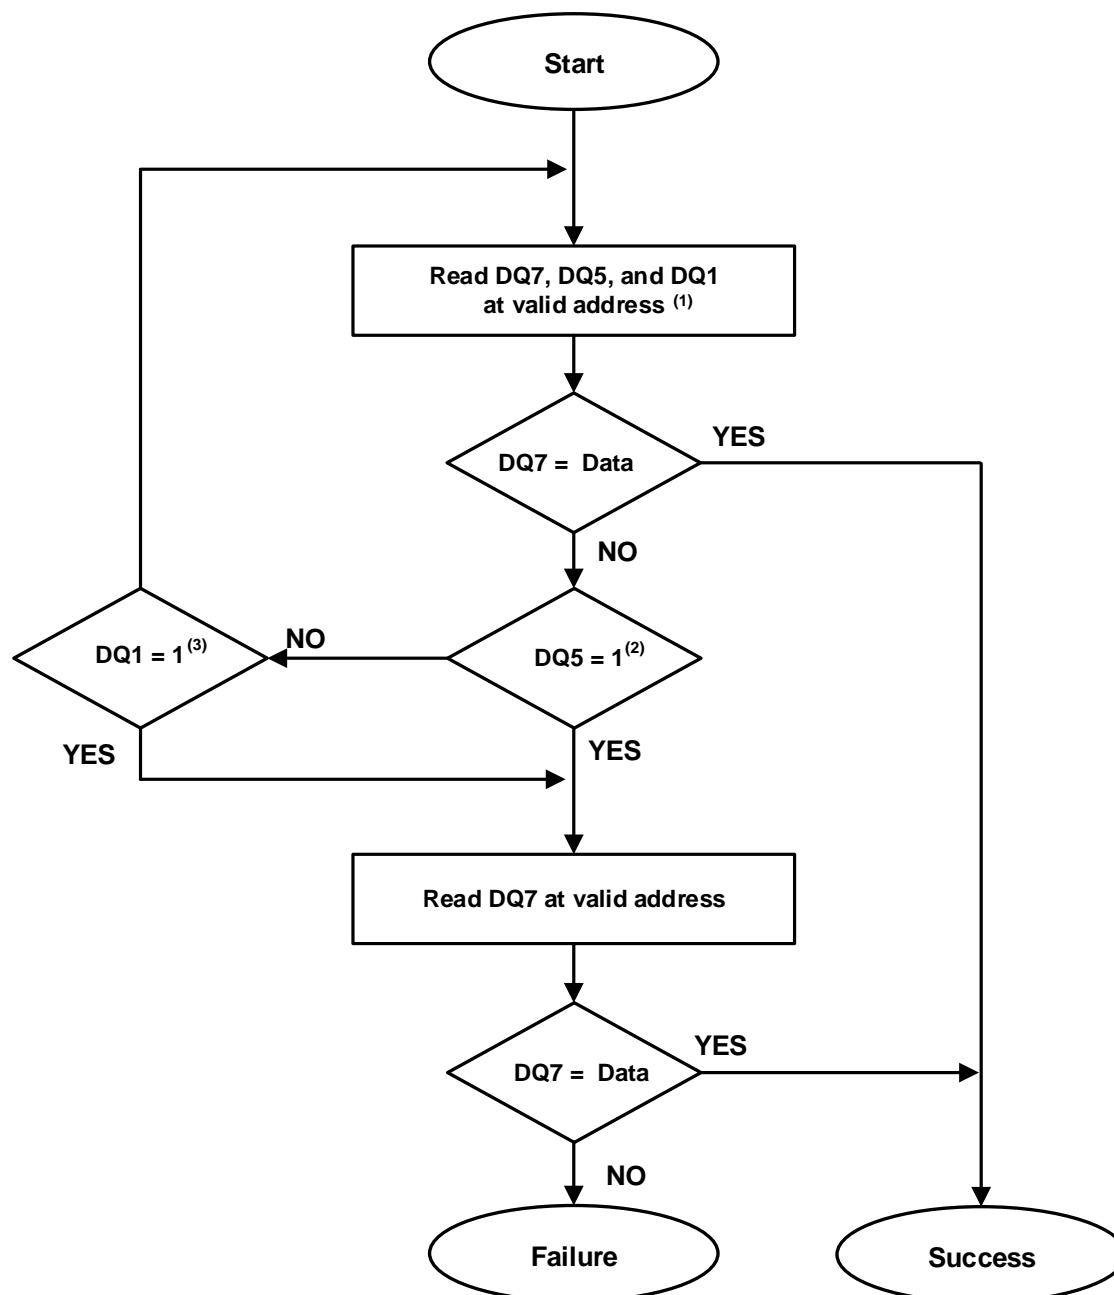 Start
Read DQ7, DQ5, and DQ1
at valid address (1)
YES
DQ7 = Data
NO
DQ1 = 1(3)
NO
DQ5 = 1(2)
YES
YES
Read DQ7 at valid address
YES
DQ7 = Data
NO
Failure
Success